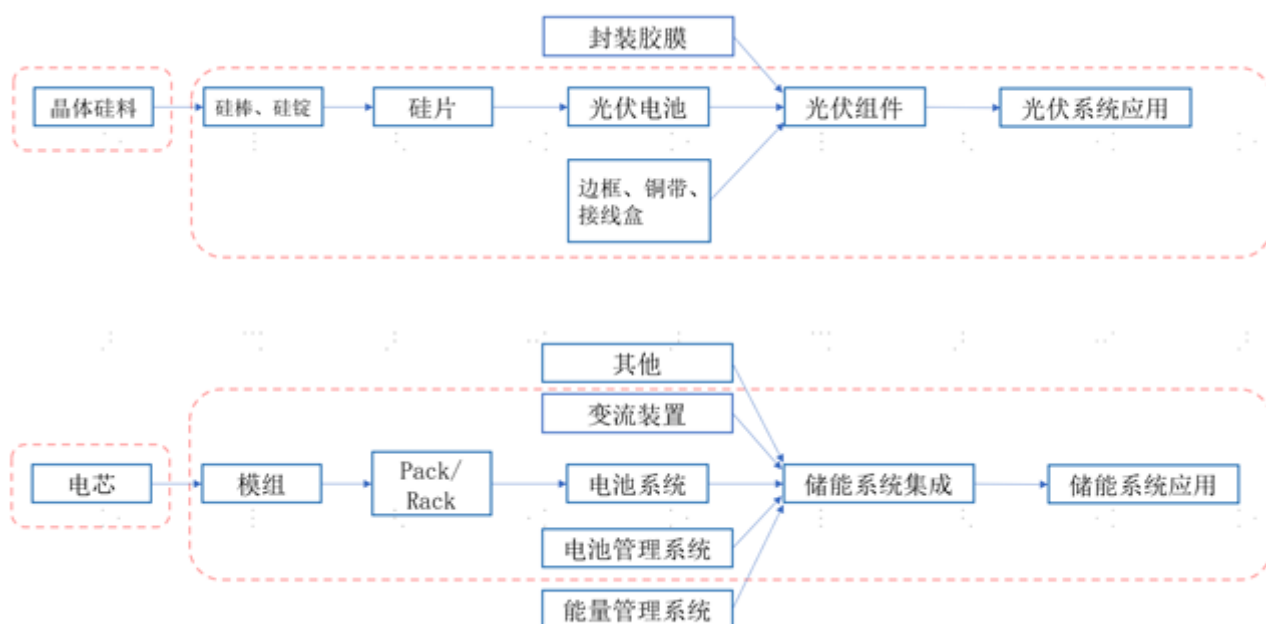 封装胶膜
晶体硅料
硅棒、硅锭
硅片
光伏电池
光伏组件
光伏系统应用
边框、铜带、
接线盒
其他
变流装置
电芯
模组
Pack/
Rack
电池系统
储能系统集成
储能系统应用
电池管理系统
能量管理系统